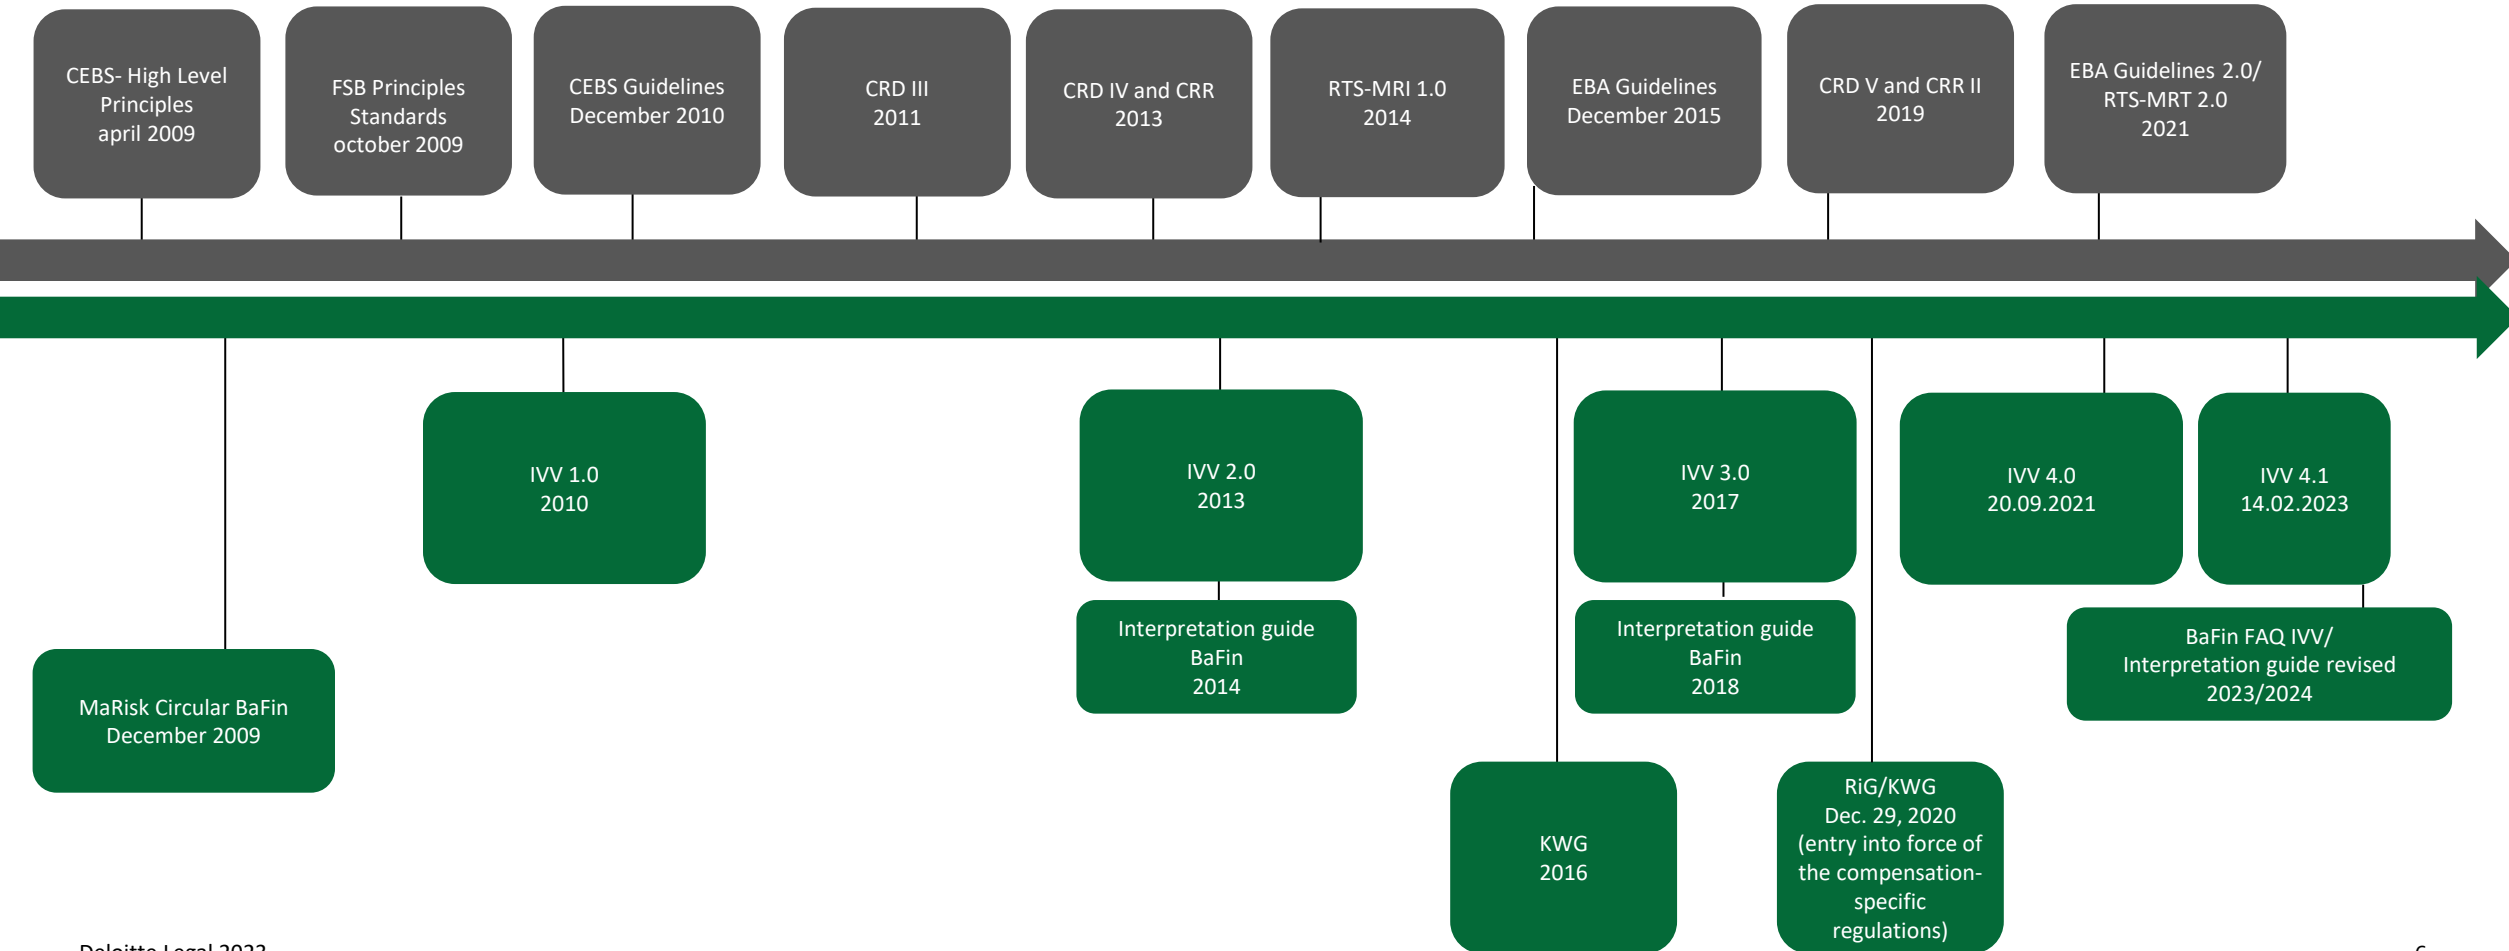 CEBS- High Level
Principles
april 2009
FSB Principles
Standards
october 2009
CEBS Guidelines
December 2010
CRD III
2011
CRD IV and CRR
2013
RTS-MRI 1.0
2014
EBA Guidelines
December 2015
CRD V and CRR II
2019
EBA Guidelines 2.0/
RTS-MRT 2.0
2021
IVV 1.0
2010
IVV 2.0
2013
IVV 3.0
2017
IVV 4.0
20.09.2021
IVV 4.1
14.02.2023
Interpretation guide
BaFin
2014
Interpretation guide
BaFin
2018
BaFin FAQ IVV/
Interpretation guide revised
2023/2024
MaRisk Circular BaFin
December 2009
KWG
2016
RiG/KWG
Dec. 29, 2020
(entry into force of
the compensation-
specific
regulations)
Deloitte Legal 2023
6